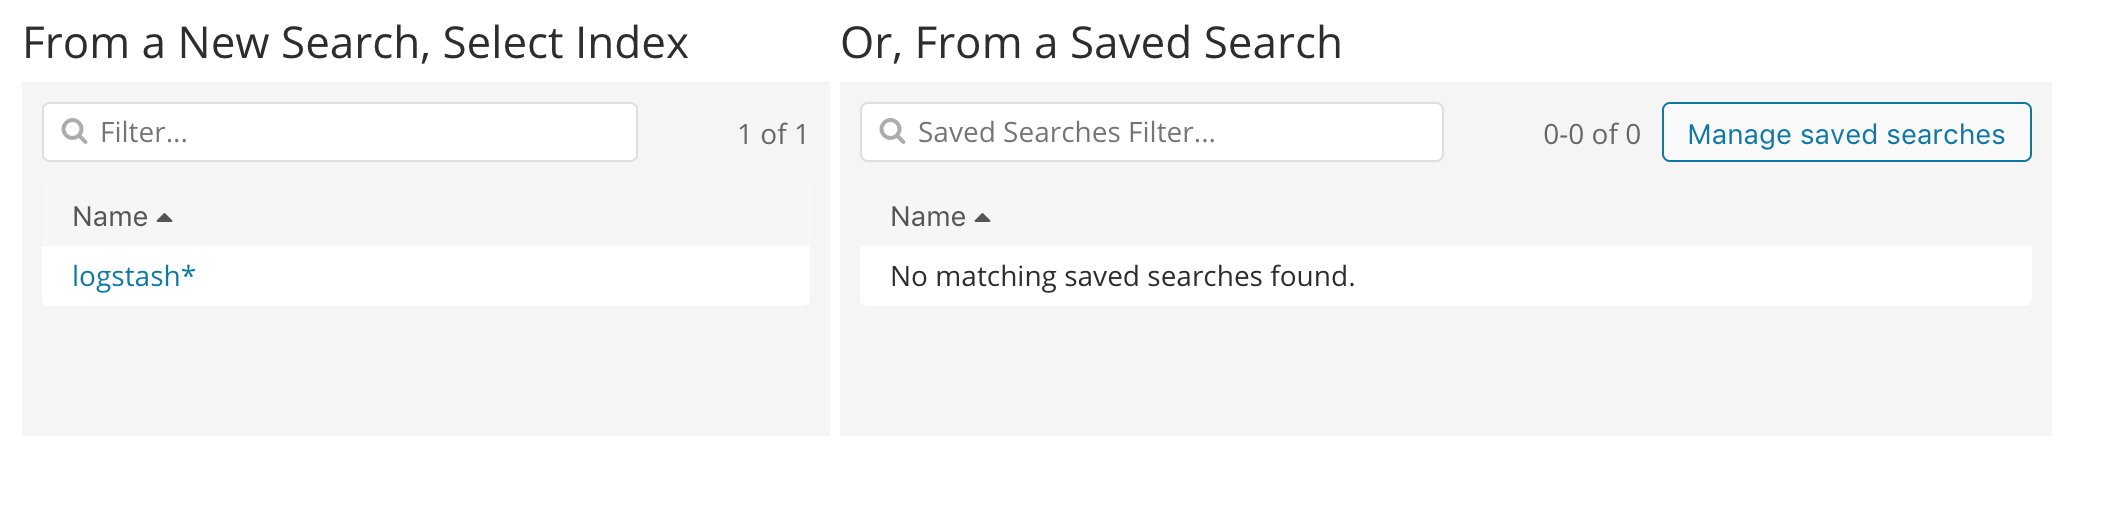 From a New Search, Select Index
Filter...
1 of 1
Name
logstash*
Or, From a Saved Search
Saved Searches Filter...
0-0 of 0
Manage saved searches
Name
No matching saved searches found.